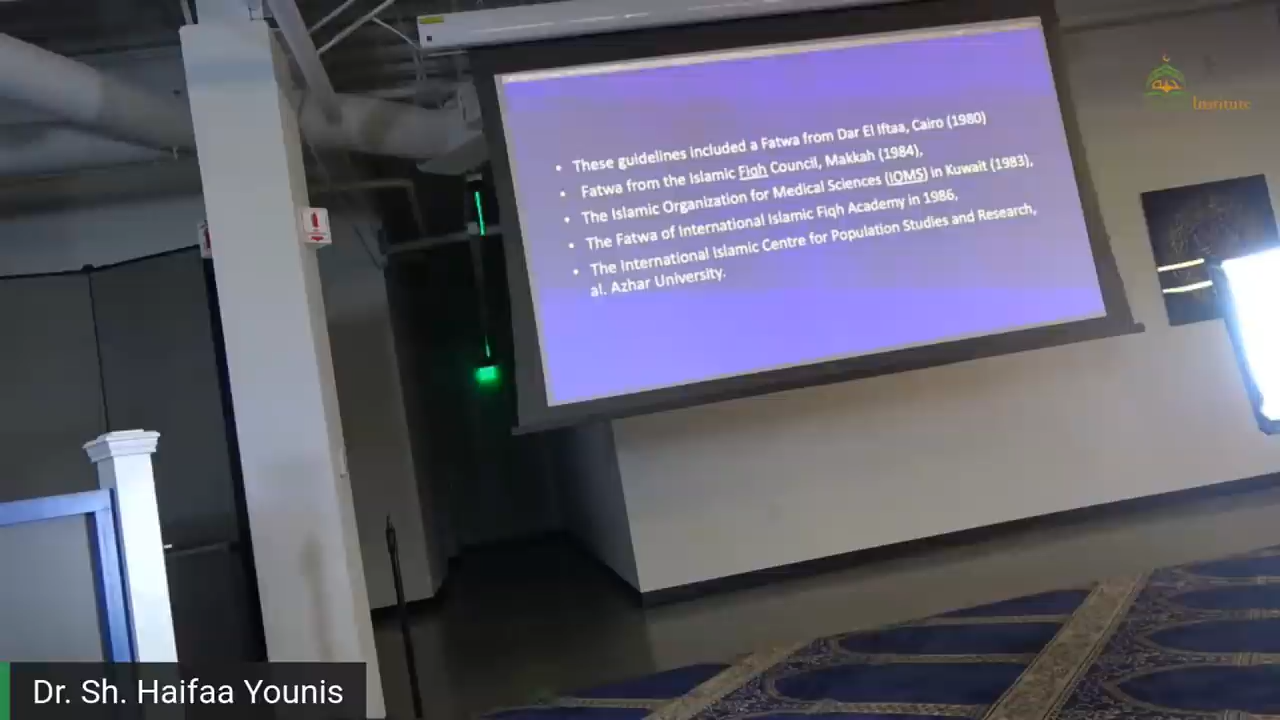 • These guidelines included a Fatwa from Dar El Iftaa, Cairo (1980)
• Fatwa from the Islamic Fiqh Council, Makkah (1984),
• The Islamic Organization for Medical Sciences (IOMS) in Kuwait (1983),
• The Fatwa of International Islamic Fiqh Academy in 1986,
• The International Islamic Centre for Population Studies and Research,
al. Azhar University.
Institute
Dr. Sh. Haifaa Younis